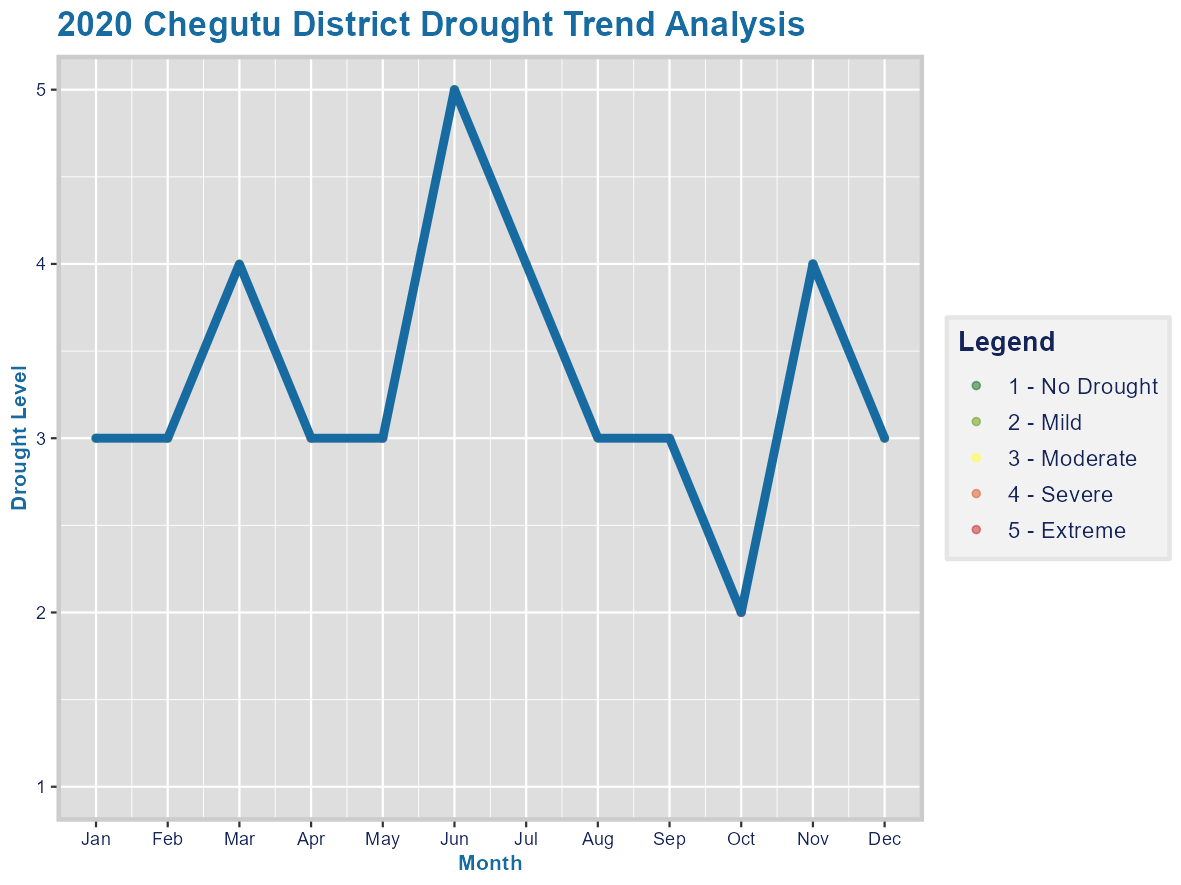 2020 Chegutu District Drought Trend Analysis
5
4
3
2
1
Drought Level
Jan Feb Mar Apr May Jun Jul Aug Sep Oct Nov Dec
Month
Legend
1 - No Drought
2 - Mild
3 - Moderate
4 - Severe
5 - Extreme